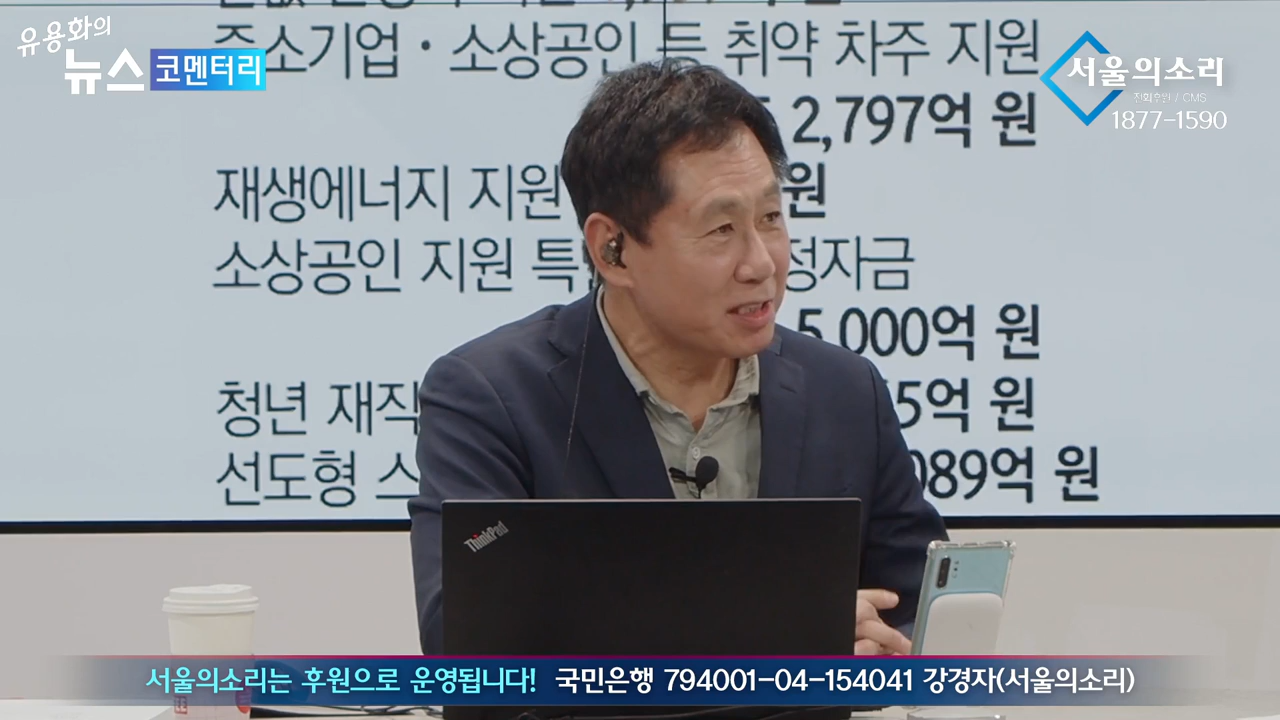 유용화의
뉴스 코멘터리
중소기업·소상공인 등 취약 차주 지원
2,797억 원
서울의소리
전화후원 / CMS
1877-1590
재생에너지 지원 원
소상공인 지원 정자금
5,000억 원
청년 재직 5억 원
선도형 089억 원
ThinkPad
서울의소리는 후원으로 운영됩니다! 국민은행 794001-04-154041 강경자(서울의소리)